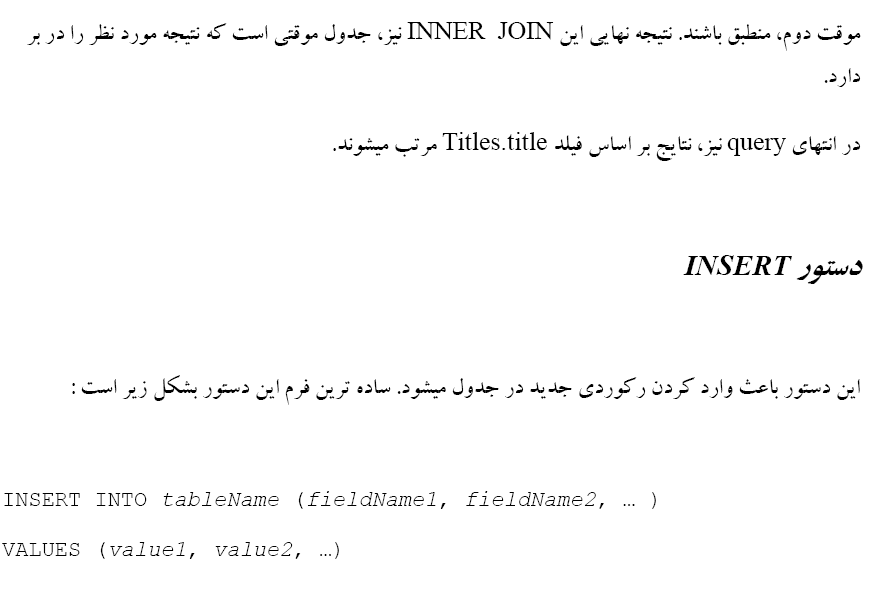 موقت دوم، منطبق باشند. نتیجه نهایی این INNER JOIN نیز، جدول موقتی است که نتیجه مورد نظر را در بر
دارد.
در انتهای query نیز، نتایج بر اساس فیلد Titles.title مرتب میشوند.
دستور INSERT
این دستور باعث وارد کردن رکوردی جدید در جدول میشود. ساده ترین فرم این دستور بشکل زیر است :
INSERT INTO tableName (fieldName1, fieldName2, … )
VALUES (value1, value2, …)